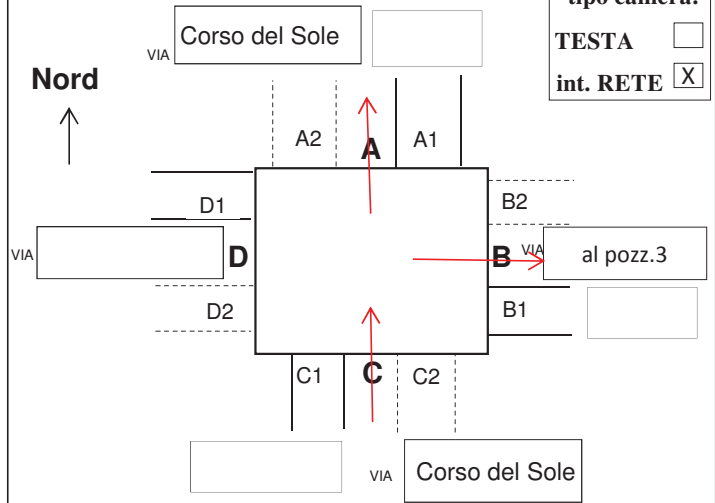 tipo camera:
VIA Corso del Sole
TESTA
Nord
int. RETE X
A2 A A1
D1 B2
VIA D B VIA al pozz.3
D2 B1
C1 C C2
VIA Corso del Sole